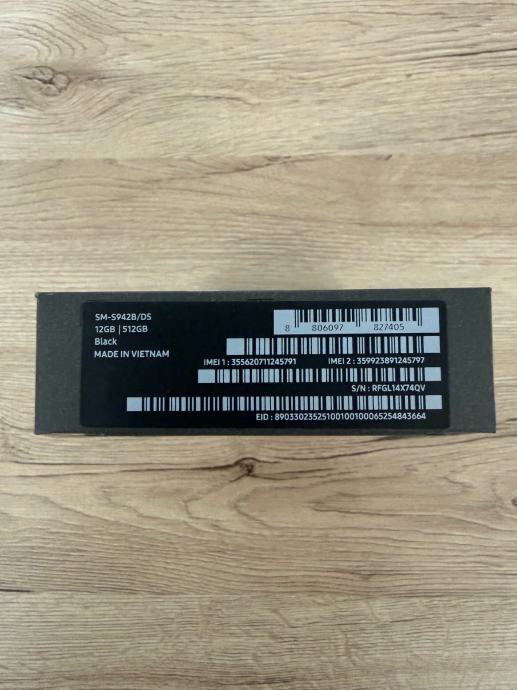 SM-S942B/DS
12GB | 512GB
Black
MADE IN VIETNAM
8 806097 827405
IMEI 1 : 355620711245791 IMEI 2 : 359923891245797
S/N : RFGL14X74QV
EID : 89033023525100100100065254843664